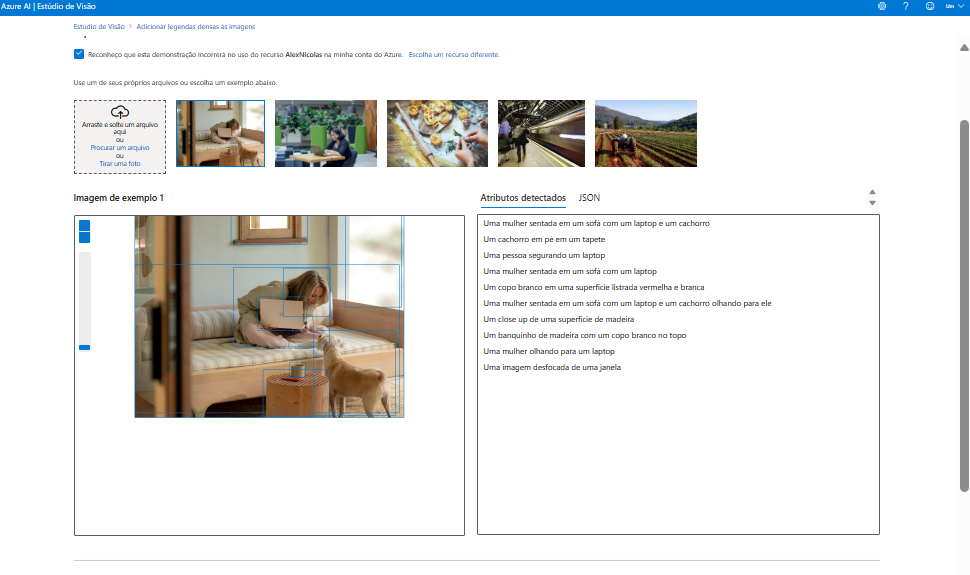 Azure AI | Estúdio de Visão
Um
Estúdio de Visão > Adicionar legendas densas às imagens
Reconheço que esta demonstração incorrerá no uso do recurso AlexNicolas na minha conta do Azure. Escolha um recurso diferente.
Use um de seus próprios arquivos ou escolha um exemplo abaixo.
Arraste e solte um arquivo
aqui
ou
Procurar um arquivo
ou
Tirar uma foto
Imagem de exemplo 1
Atributos detectados
JSON
Uma mulher sentada em um sofá com um laptop e um cachorro
Um cachorro em pé em um tapete
Uma pessoa segurando um laptop
Uma mulher sentada em um sofá com um laptop
Um copo branco em uma superfície listrada vermelha e branca
Uma mulher sentada em um sofá com um laptop e um cachorro olhando para ele
Um close up de uma superfície de madeira
Um banquinho de madeira com um copo branco no topo
Uma mulher olhando para um laptop
Uma imagem desfocada de uma janela